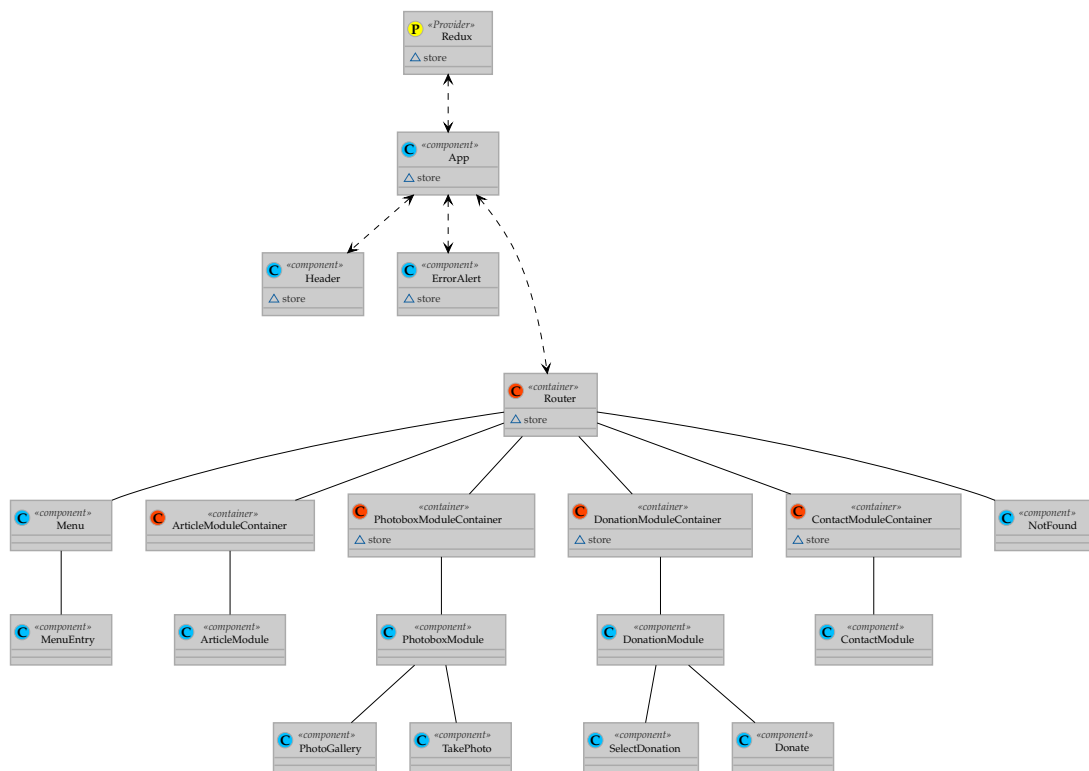 P «Provider»
Redux
store
C «component»
App
store
C «component»
Header
store
C «component»
ErrorAlert
store
C «container»
Router
store
C «component»
Menu
C «container»
ArticleModuleContainer
C «container»
PhotoboxModuleContainer
store
C «container»
DonationModuleContainer
store
C «container»
ContactModuleContainer
store
C «component»
NotFound
C «component»
MenuEntry
C «component»
ArticleModule
C «component»
PhotoboxModule
C «component»
DonationModule
C «component»
ContactModule
C «component»
PhotoGallery
C «component»
TakePhoto
C «component»
SelectDonation
C «component»
Donate